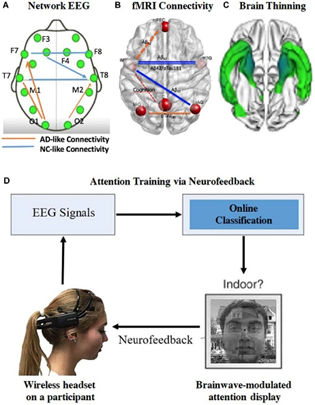 A
Network EEG
F3
F7
F8
F4
T7
T8
M1
M2
O1
O2
AD-like Connectivity
NC-like Connectivity
B
fMRI Connectivity
Cognition
C
Brain Thinning
D
Attention Training via Neurofeedback
EEG Signals
Online
Classification
Indoor?
Neurofeedback
Wireless headset
on a participant
Brainwave-modulated
attention display